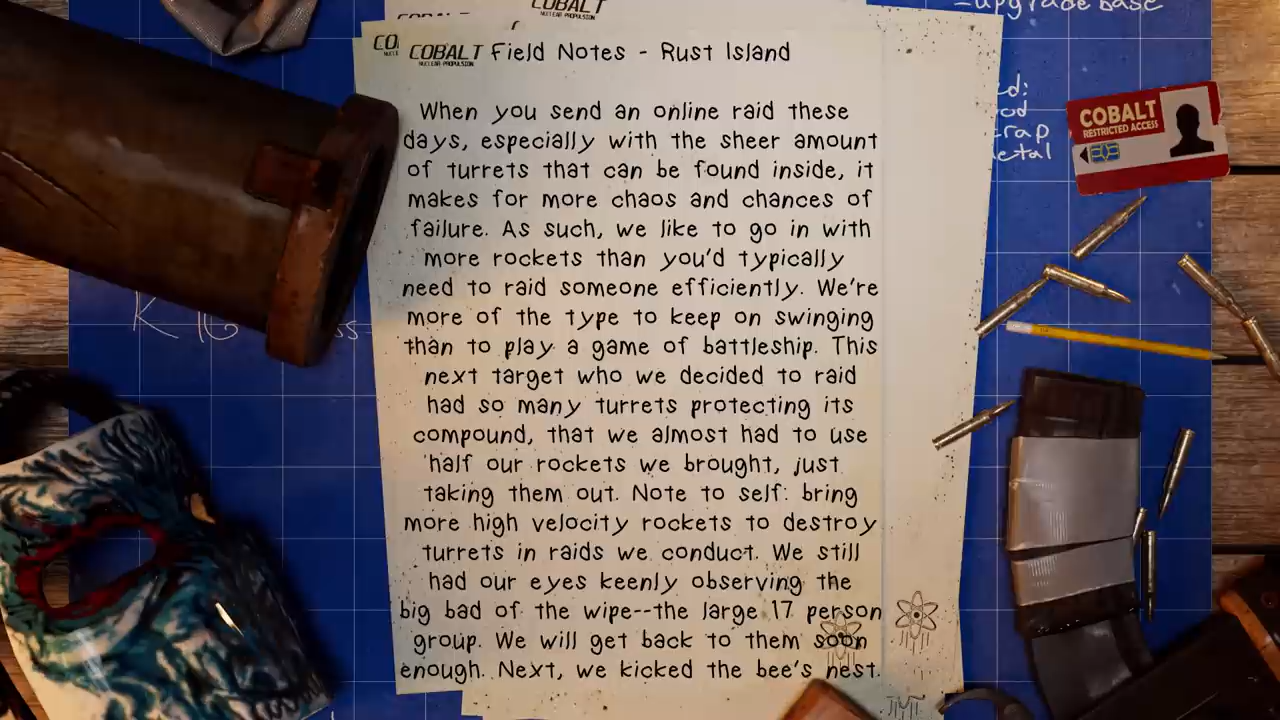 COBALT
NUCLEAR PROPULSION
=upgrade base
CO
COBALT
NUCLEAR PROPULSION
Field Notes - Rust Island
When you send an online raid these
days, especially with the sheer amount
of turrets that can be found inside, it
makes for more chaos and chances of
failure. As such, we like to go in with
more rockets than you'd typically
need to raid someone efficiently. We're
more of the type to keep on swinging
than to play a game of battleship. This
next target who we decided to raid
had so many turrets protecting its
compound, that we almost had to use
half our rockets we brought, just
taking them out. Note to self: bring
more high velocity rockets to destroy
turrets in raids we conduct. We still
had our eyes keenly observing the
big bad of the wipe--the large 17 person
group. We will get back to them soon
enough. Next, we kicked the bee's nest.
COBALT
RESTRICTED ACCESS